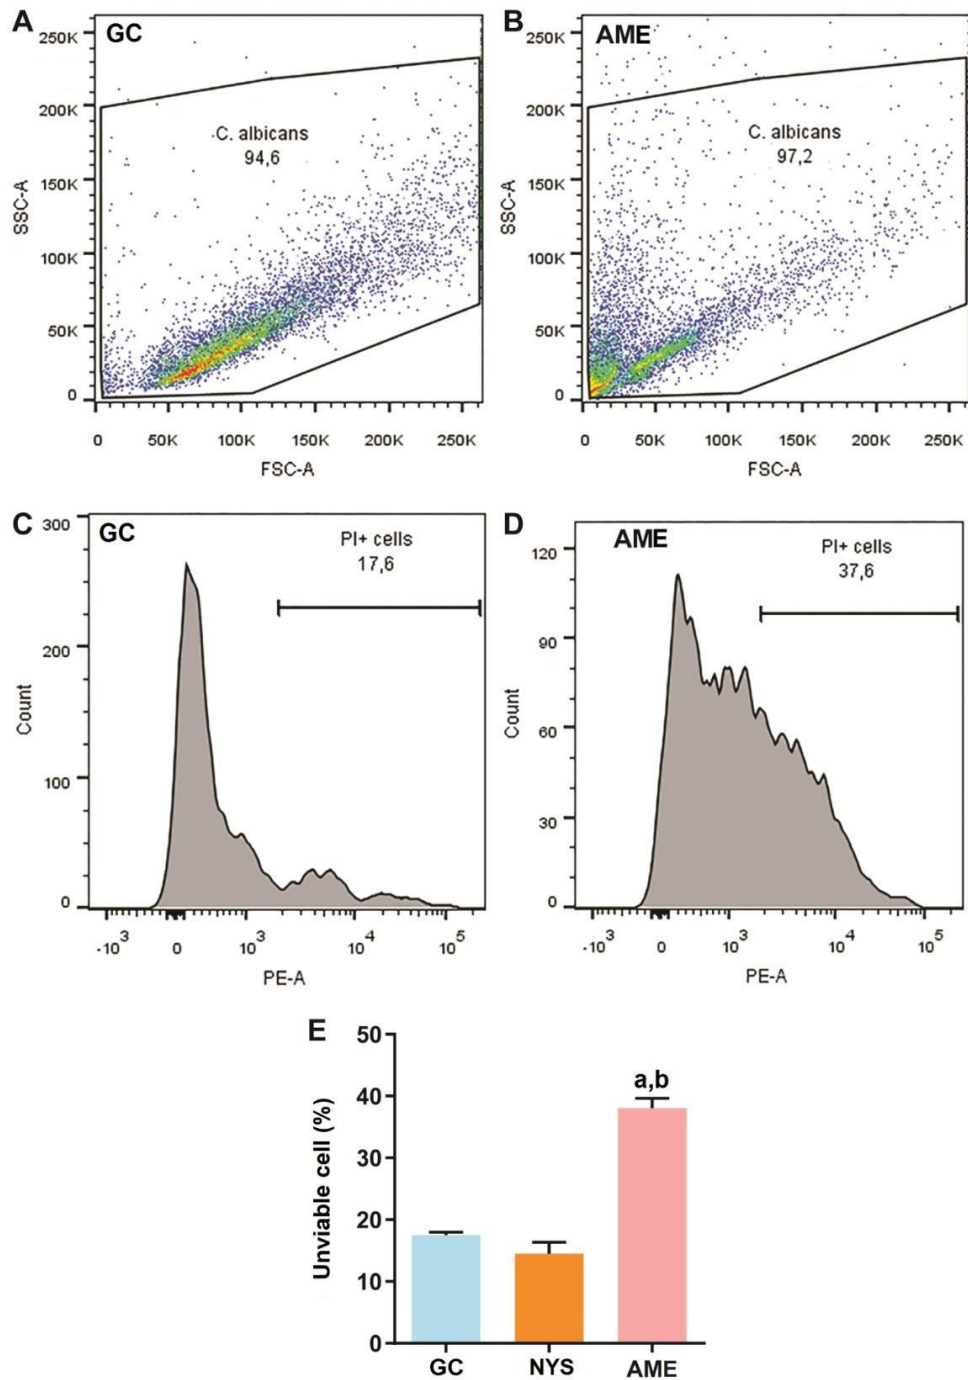 A
GC
250K
200K
150K
100K
50K
0
SSC-A
C. albicans
94,6
0 50K 100K 150K 200K 250K
FSC-A
B
AME
250K
200K
150K
100K
50K
0
SSC-A
C. albicans
97,2
0 50K 100K 150K 200K 250K
FSC-A
C
GC
300
200
100
0
Count
PI+ cells
17,6
-10³ 0 10³ 10⁴ 10⁵
PE-A
D
AME
120
90
60
30
0
Count
PI+ cells
37,6
-10³ 0 10³ 10⁴ 10⁵
PE-A
E
50
40
30
20
10
0
Unviable cell (%)
a,b
GC NYS AME